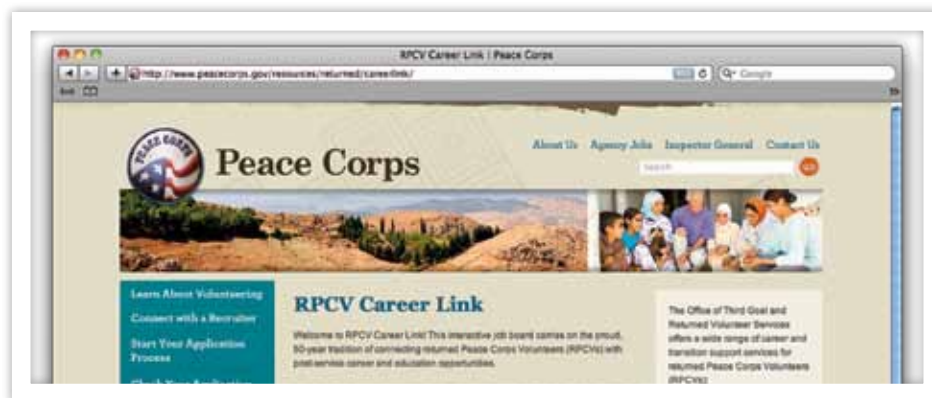 RPCV Career Link | Peace Corps
http://www.peacecorps.gov/resources/returned/careerlink/
Google
PEACE CORPS
Peace Corps
About Us Agency Jobs Inspector General Contact Us
Search
GO
Learn About Volunteering
Connect with a Recruiter
Start Your Application
Process
Check Your Application
RPCV Career Link
Welcome to RPCV Career Link! This interactive job board carries on the proud,
50-year tradition of connecting returned Peace Corps Volunteers (RPCVs) with
post-service career and education opportunities.
The Office of Third Goal and
Returned Volunteer Services
offers a wide range of career and
transition support services for
returned Peace Corps Volunteers
(RPCVs)